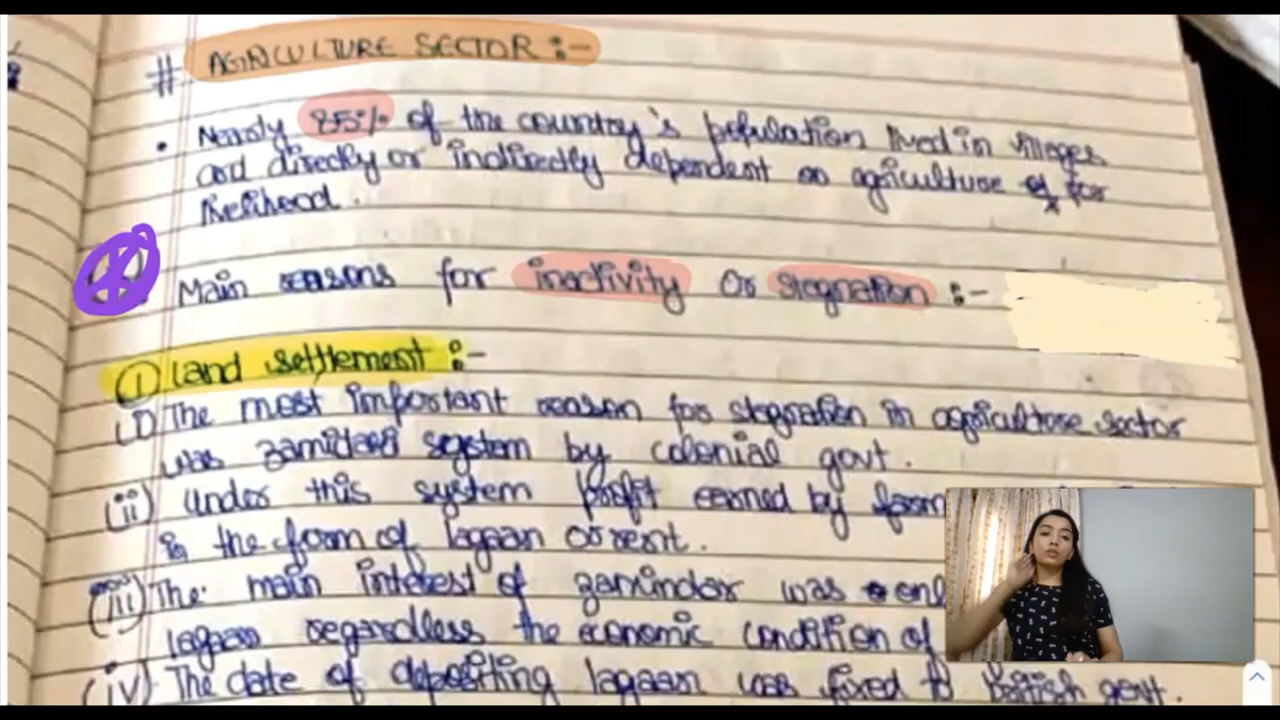 # AGRICULTURE SECTOR :-
• Nearly 85% of the country's population lived in villages
and directly or indirectly dependent on agriculture for
livelihood.
Main reasons for inactivity or stagnation :-
① Land settlement :-
(i) The most important reason for stagnation in agriculture sector
was zamidari system by colonial govt.
(ii) Under this system profit earned by
in the form of lagaan or rent.
(iii) The main interest of zamindar was
lagaan regardless the economic condition of
(iv) The date of depositing lagaan was fixed to British govt.